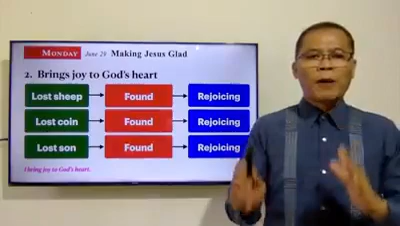 MONDAY June 29 Making Jesus Glad
2. Brings joy to God's heart
Lost sheep Found Rejoicing
Lost coin Found Rejoicing
Lost son Found Rejoicing
I bring joy to God's heart.